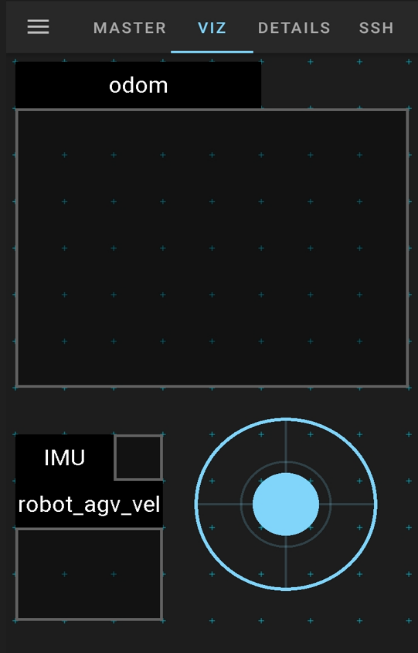 MASTER VIZ DETAILS SSH
odom
IMU
robot_agv_vel